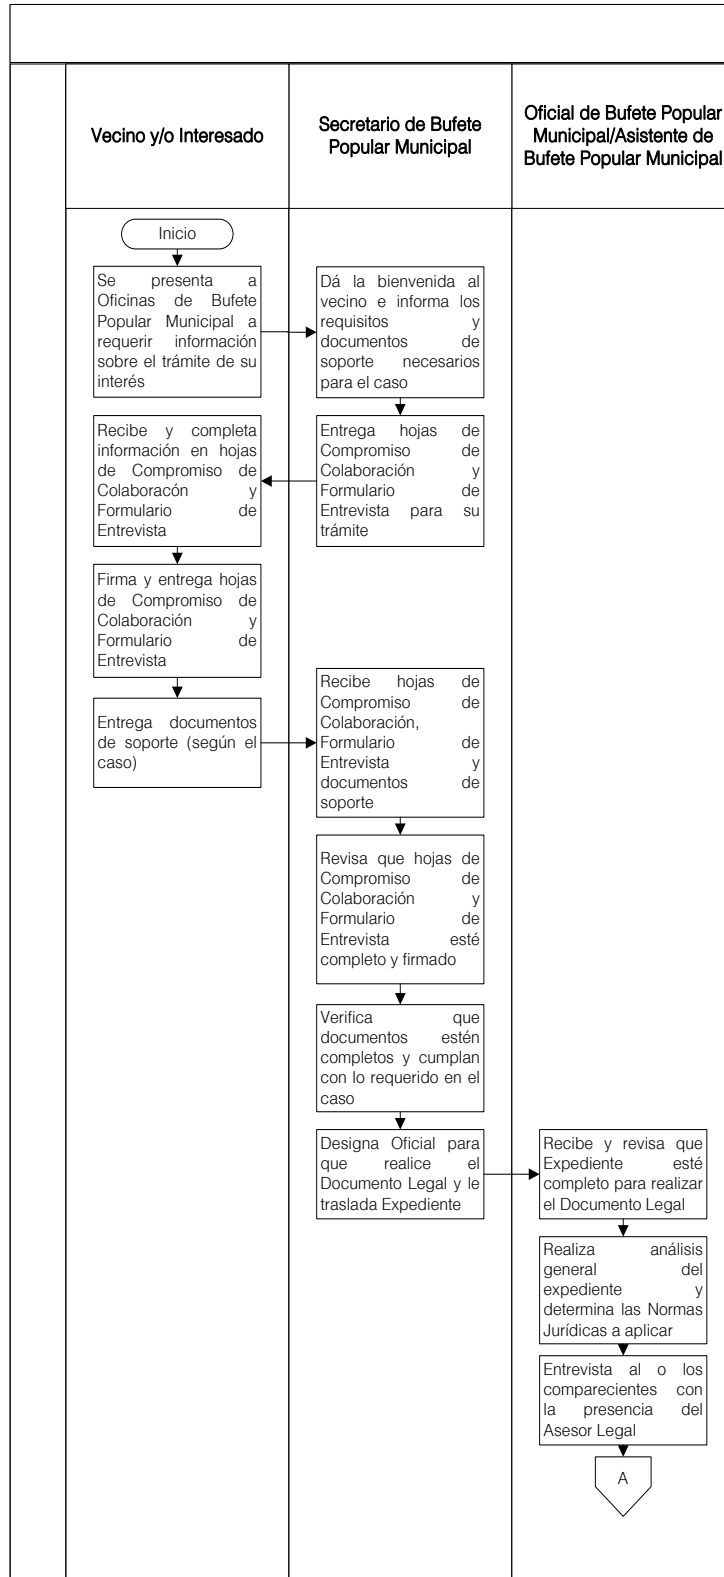 Vecino y/o Interesado
Secretario de Bufete
Popular Municipal
Oficial de Bufete Popular
Municipal/Asistente de
Bufete Popular Municipal
Inicio
Se presenta a
Oficinas de Bufete
Popular Municipal a
requerir información
sobre el trámite de su
interés
Dá la bienvenida al
vecino e informa los
requisitos y
documentos de
soporte necesarios
para el caso
Entrega hojas de
Compromiso de
Colaboración y
Formulario de
Entrevista para su
trámite
Recibe y completa
información en hojas
de Compromiso de
Colaboracón y
Formulario de
Entrevista
Firma y entrega hojas
de Compromiso de
Colaboración y
Formulario de
Entrevista
Entrega documentos
de soporte (según el
caso)
Recibe hojas de
Compromiso de
Colaboración,
Formulario de
Entrevista y
documentos de
soporte
Revisa que hojas de
Compromiso de
Colaboración y
Formulario de
Entrevista esté
completo y firmado
Verifica que
documentos estén
completos y cumplan
con lo requerido en el
caso
Designa Oficial para
que realice el
Documento Legal y le
traslada Expediente
Recibe y revisa que
Expediente esté
completo para realizar
el Documento Legal
Realiza análisis
general del
expediente y
determina las Normas
Jurídicas a aplicar
Entrevista al o los
comparecientes con
la presencia del
Asesor Legal
A